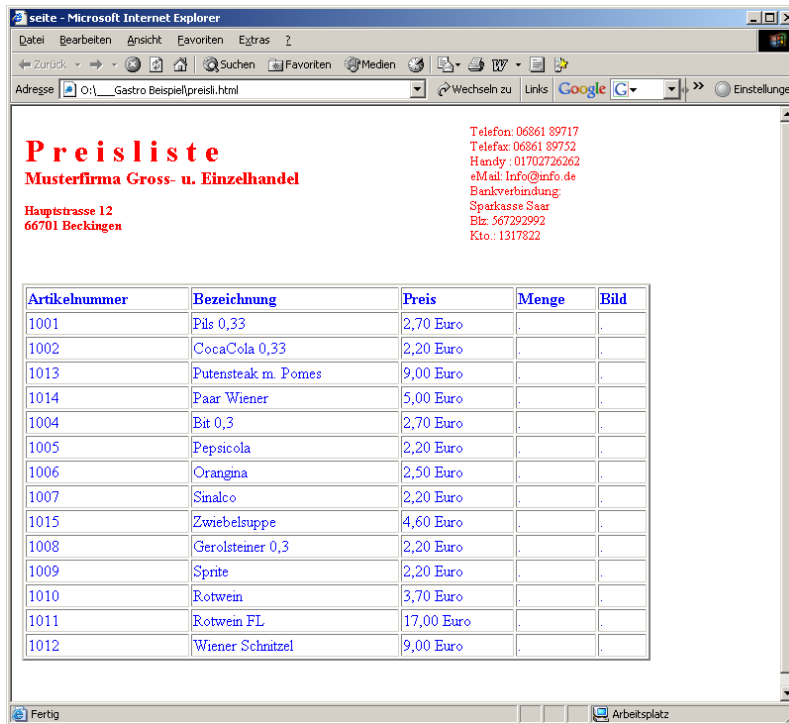 seite - Microsoft Internet Explorer
Datei Bearbeiten Ansicht Favoriten Extras ?
Zurück Suchen Favoriten Medien
Adresse O:\___Gastro Beispiel\preisli.html Wechseln zu Links Google G Einstellunge
P r e i s l i s t e
Musterfirma Gross- u. Einzelhandel
Hauptstrasse 12
66701 Beckingen
Telefon: 06861 89717
Telefax: 06861 89752
Handy : 01702726262
eMail: Info@info.de
Bankverbindung:
Sparkasse Saar
Blz: 567292992
Kto.: 1317822
Artikelnummer Bezeichnung Preis Menge Bild
1001 Pils 0,33 2,70 Euro . .
1002 CocaCola 0,33 2,20 Euro . .
1013 Putensteak m. Pomes 9,00 Euro . .
1014 Paar Wiener 5,00 Euro . .
1004 Bit 0,3 2,70 Euro . .
1005 Pepsicola 2,20 Euro . .
1006 Orangina 2,50 Euro . .
1007 Sinalco 2,20 Euro . .
1015 Zwiebelsuppe 4,60 Euro . .
1008 Gerolsteiner 0,3 2,20 Euro . .
1009 Sprite 2,20 Euro . .
1010 Rotwein 3,70 Euro . .
1011 Rotwein FL 17,00 Euro . .
1012 Wiener Schnitzel 9,00 Euro . .
Fertig Arbeitsplatz